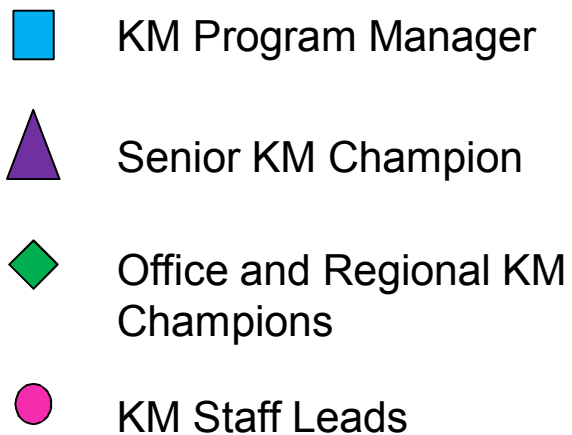 KM Program Manager
Senior KM Champion
Office and Regional KM
Champions
KM Staff Leads